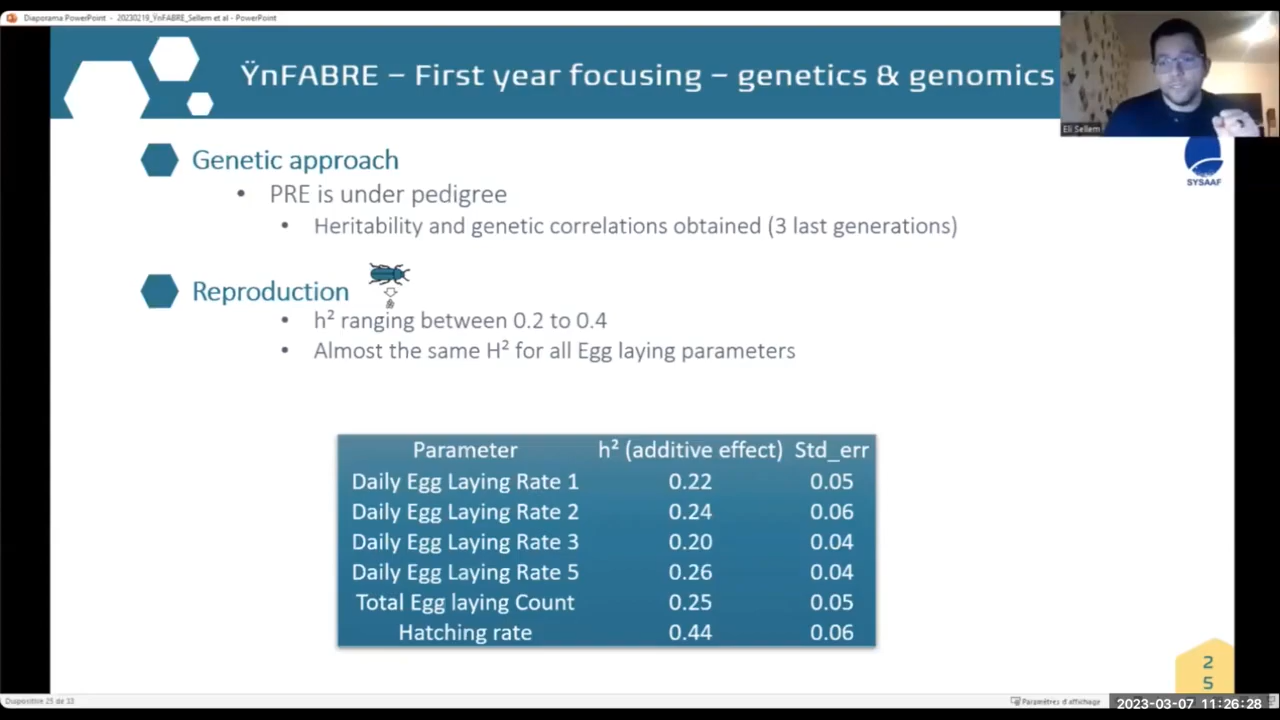 Diaporama PowerPoint - 20230219_ŸnFABRE_Sellem et al - PowerPoint
ŸnFABRE – First year focusing – genetics & genomics
Eli Sellem
SYSAAF
Genetic approach
• PRE is under pedigree
• Heritability and genetic correlations obtained (3 last generations)
Reproduction
• h² ranging between 0.2 to 0.4
• Almost the same H² for all Egg laying parameters
Parameter h² (additive effect) Std_err
Daily Egg Laying Rate 1 0.22 0.05
Daily Egg Laying Rate 2 0.24 0.06
Daily Egg Laying Rate 3 0.20 0.04
Daily Egg Laying Rate 5 0.26 0.04
Total Egg laying Count 0.25 0.05
Hatching rate 0.44 0.06
2
5
Diapositive 25 de 33
Paramètres d'affichage
2023-03-07 11:26:28